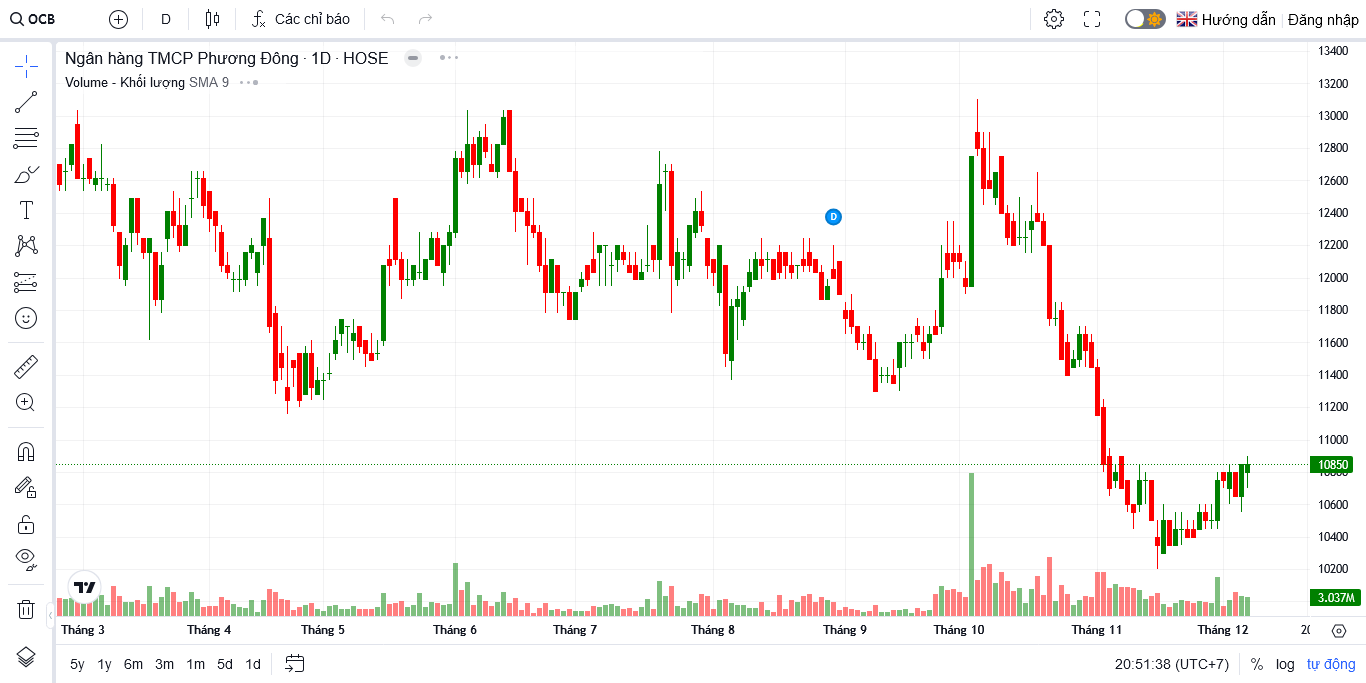 OCB D Các chỉ báo Hướng dẫn Đăng nhập
Ngân hàng TMCP Phương Đông · 1D · HOSE
Volume - Khối lượng SMA 9
D
13400
13200
13000
12800
12600
12400
12200
12000
11800
11600
11400
11200
11000
10850
10600
10400
10200
3.037M
Tháng 3 Tháng 4 Tháng 5 Tháng 6 Tháng 7 Tháng 8 Tháng 9 Tháng 10 Tháng 11 Tháng 12
5y 1y 6m 3m 1m 5d 1d 20:51:38 (UTC+7) % log tự động